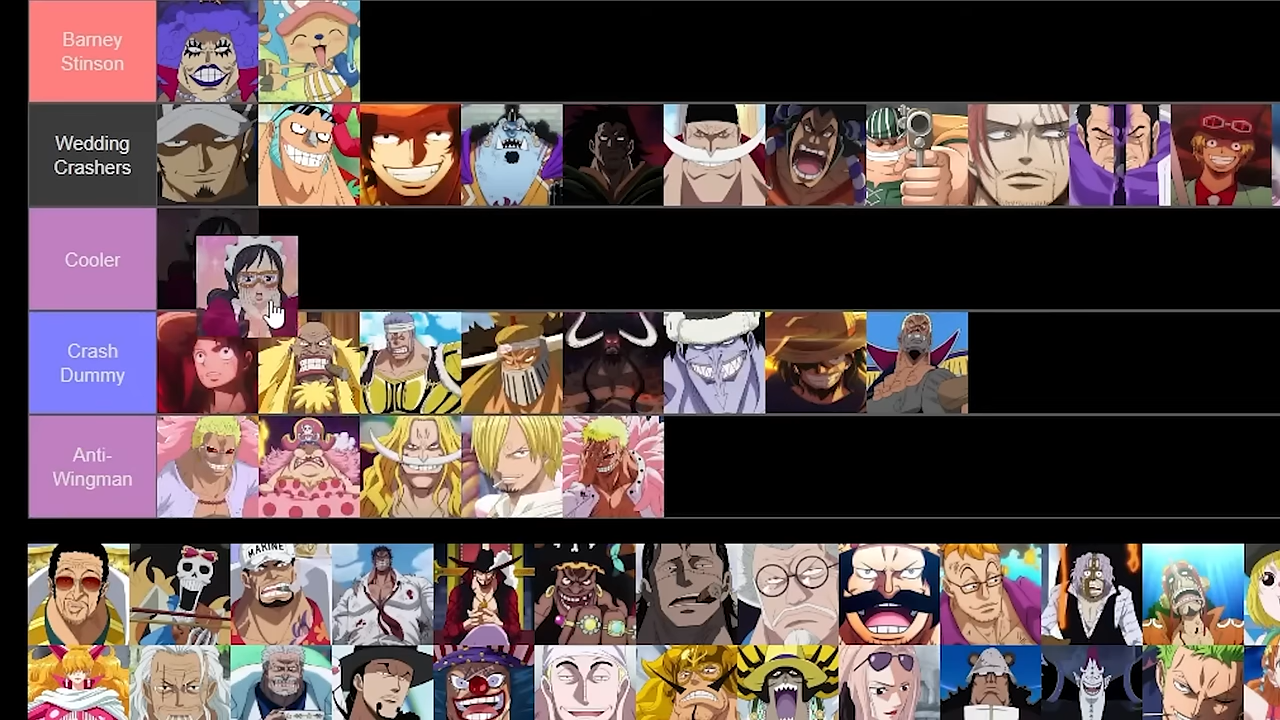 Barney
Stinson
Wedding
Crashers
Cooler
Crash
Dummy
Anti-
Wingman
MARINE